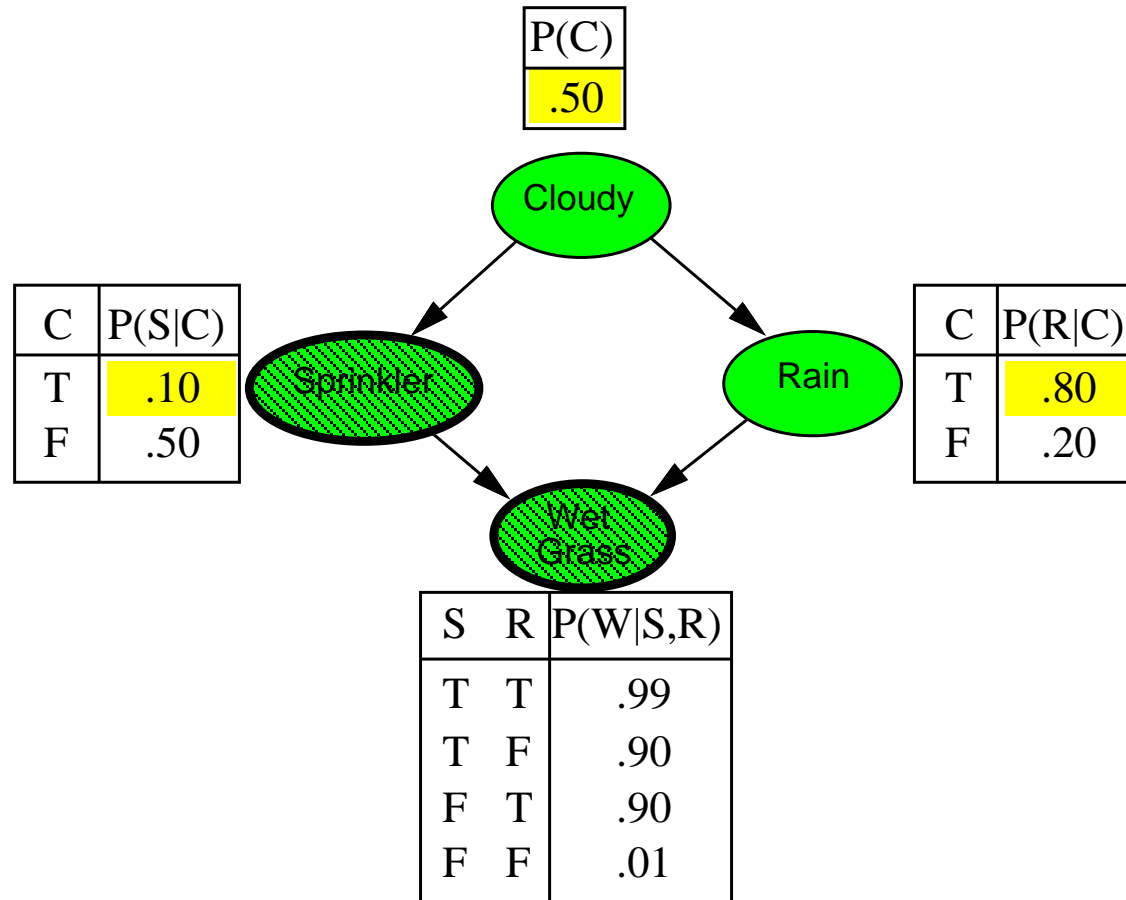 P(C)
.50
Cloudy
C P(S|C)
T .10
F .50
Sprinkler
Rain
C P(R|C)
T .80
F .20
Wet
Grass
S R P(W|S,R)
T T .99
T F .90
F T .90
F F .01